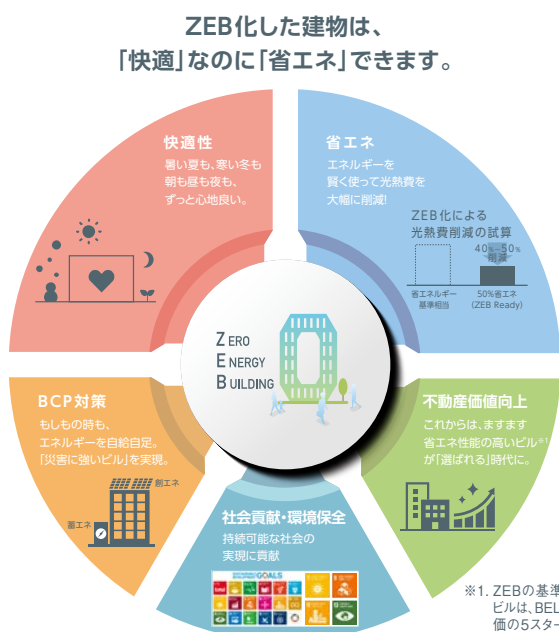 ZEB化した建物は、
「快適」なのに「省エネ」できます。
快適性
暑い夏も、寒い冬も
朝も昼も夜も、
ずっと心地良い。
省エネ
エネルギーを
賢く使って光熱費を
大幅に削減!
ZEB化による
光熱費削減の試算
40%~50%
削減
省エネルギー
基準相当
50%省エネ
(ZEB Ready)
ZERO
ENERGY
BUILDING
BCP対策
もしもの時も、
エネルギーを自給自足。
「災害に強いビル」を実現。
創エネ
蓄エネ
不動産価値向上
これからは、ますます
省エネ性能の高いビル※1
が「選ばれる」時代に。
社会貢献・環境保全
持続可能な社会の
実現に貢献
GOALS
※1. ZEBの基準
ビルは、BEL
価の5スター